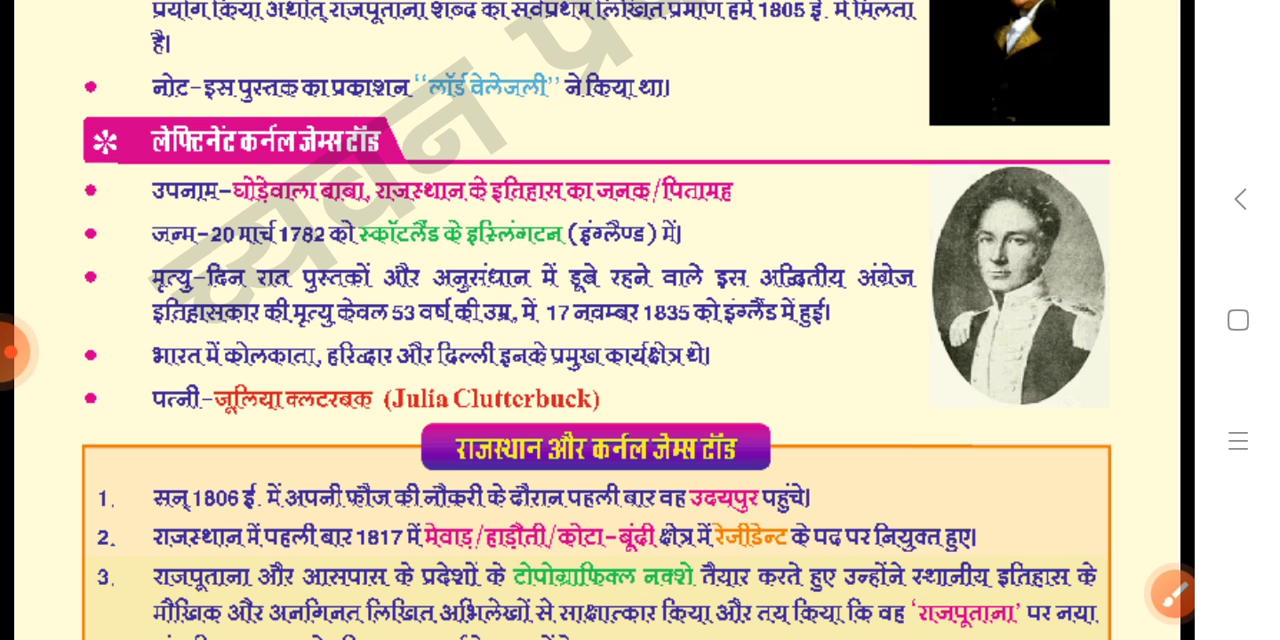 प्रयोग किया अर्थात् राजपूताना शब्द का सर्वप्रथम लिखित प्रमाण हमें 1805 ई. में मिलता
है।
• नोट-इस पुस्तक का प्रकाशन ‘‘लॉर्ड वेलेजली’’ ने किया था।
* लेफ्टिनेंट कर्नल जेम्स टॉड
• उपनाम-घोड़ेवाला बाबा, राजस्थान के इतिहास का जनक/पितामह
• जन्म-20 मार्च 1782 को स्कॉटलैंड के इस्लिंगटन (इंग्लैण्ड) में।
• मृत्यु-दिन रात पुस्तकों और अनुसंधान में डूबे रहने वाले इस अद्वितीय अंग्रेज
इतिहासकार की मृत्यु केवल 53 वर्ष की उम्र, में 17 नवम्बर 1835 को इंग्लैंड में हुई।
• भारत में कोलकाता, हरिद्वार और दिल्ली इनके प्रमुख कार्यक्षेत्र थे।
• पत्नी-जूलिया क्लटरबक (Julia Clutterbuck)
राजस्थान और कर्नल जेम्स टॉड
1. सन् 1806 ई. में अपनी फौज की नौकरी के दौरान पहली बार वह उदयपुर पहुंचे।
2. राजस्थान में पहली बार 1817 में मेवाड़/हाड़ौती/कोटा-बूंदी क्षेत्र में रेजीडेन्ट के पद पर नियुक्त हुए।
3. राजपूताना और आसपास के प्रदेशों के टोपोग्राफिक्ल नक्शे तैयार करते हुए उन्होंने स्थानीय इतिहास के
मौखिक और अनगिनत लिखित अभिलेखों से साक्षात्कार किया और तय किया कि वह ‘राजपूताना’ पर नया